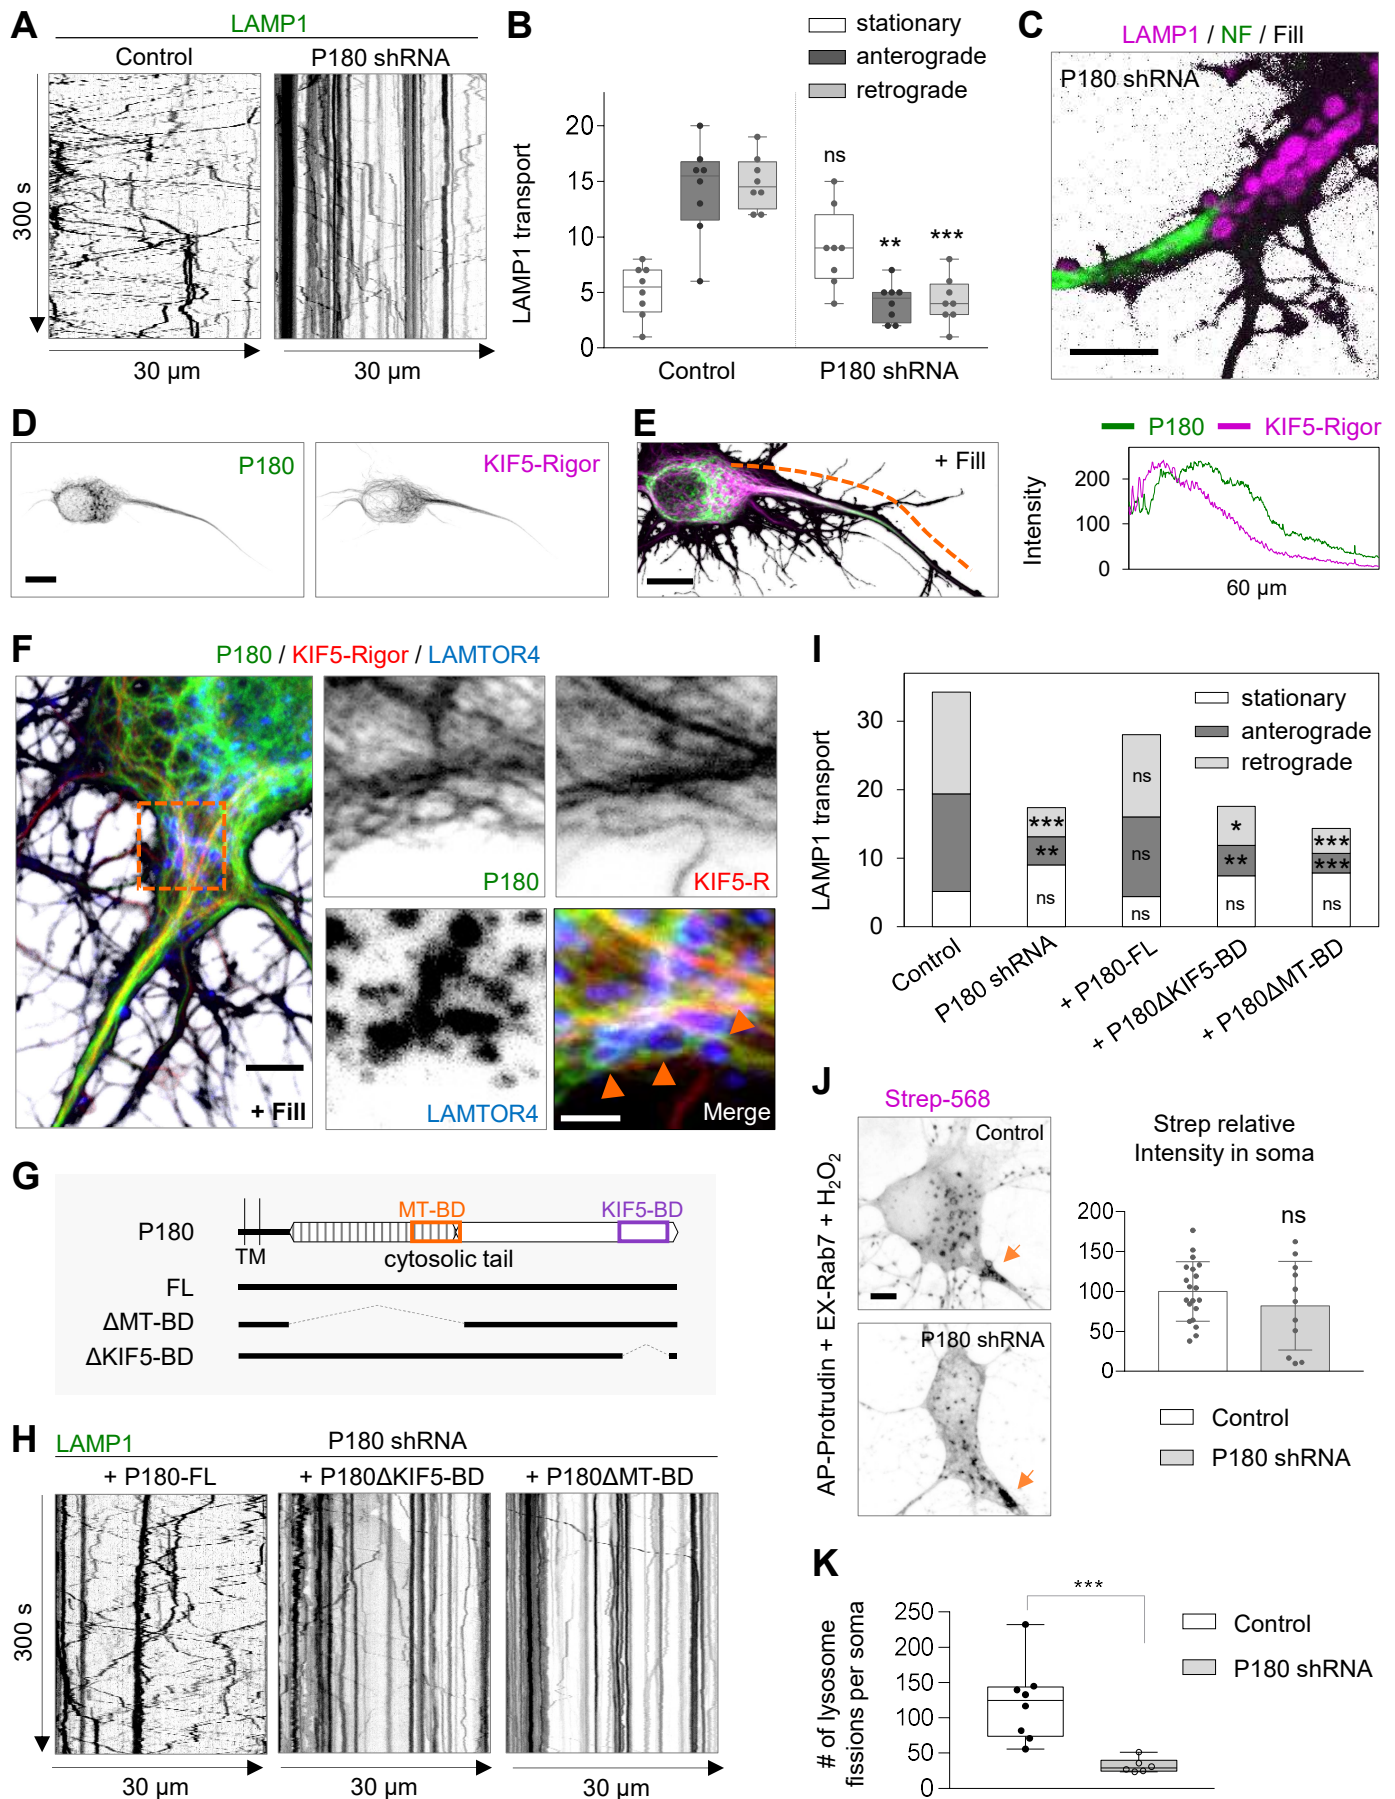 A
LAMP1
Control
P180 shRNA
300 s
30 µm
30 µm
B
stationary
anterograde
retrograde
LAMP1 transport
20
15
10
5
0
ns
**
***
Control
P180 shRNA
C
LAMP1 / NF / Fill
P180 shRNA
D
P180
KIF5-Rigor
E
+ Fill
P180
KIF5-Rigor
Intensity
200
100
0
60 µm
F
P180 / KIF5-Rigor / LAMTOR4
+ Fill
P180
KIF5-R
LAMTOR4
Merge
G
P180
MT-BD
KIF5-BD
TM
cytosolic tail
FL
ΔMT-BD
ΔKIF5-BD
H
LAMP1
P180 shRNA
+ P180-FL
+ P180ΔKIF5-BD
+ P180ΔMT-BD
300 s
30 µm
30 µm
30 µm
I
stationary
anterograde
retrograde
LAMP1 transport
30
20
10
0
***
**
ns
ns
ns
ns
*
**
ns
***
***
ns
Control
P180 shRNA
+ P180-FL
+ P180ΔKIF5-BD
+ P180ΔMT-BD
J
Strep-568
AP-Protrudin + EX-Rab7 + H₂O₂
Control
P180 shRNA
Strep relative
Intensity in soma
200
150
100
50
0
ns
Control
P180 shRNA
K
# of lysosome
fissions per soma
250
200
150
100
50
0
***
Control
P180 shRNA